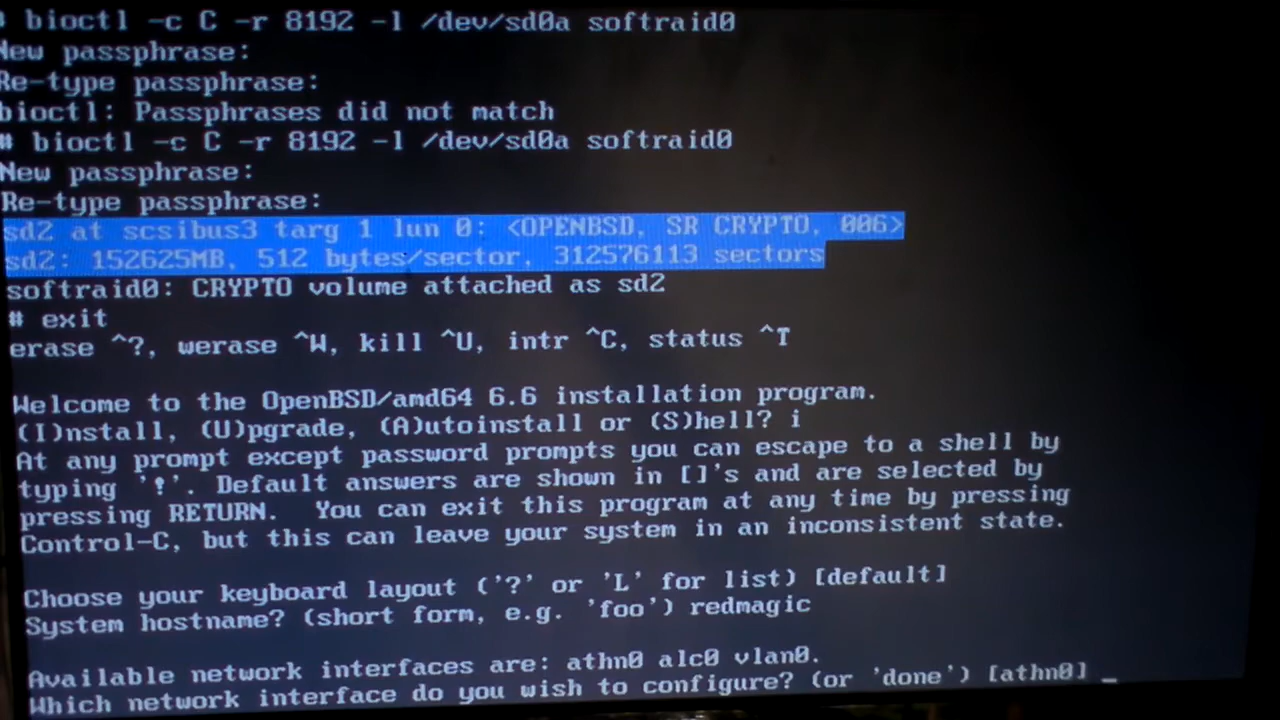 # bioctl -c C -r 8192 -l /dev/sd0a softraid0
New passphrase:
Re-type passphrase:
bioctl: Passphrases did not match
# bioctl -c C -r 8192 -l /dev/sd0a softraid0
New passphrase:
Re-type passphrase:
sd2 at scsibus3 targ 1 lun 0: <OPENBSD, SR CRYPTO, 006>
sd2: 152625MB, 512 bytes/sector, 312576113 sectors
softraid0: CRYPTO volume attached as sd2
# exit
erase ^?, werase ^W, kill ^U, intr ^C, status ^T
Welcome to the OpenBSD/amd64 6.6 installation program.
(I)nstall, (U)pgrade, (A)utoinstall or (S)hell? i
At any prompt except password prompts you can escape to a shell by
typing '!'. Default answers are shown in []'s and are selected by
pressing RETURN.  You can exit this program at any time by pressing
Control-C, but this can leave your system in an inconsistent state.
Choose your keyboard layout ('?' or 'L' for list) [default]
System hostname? (short form, e.g. 'foo') redmagic
Available network interfaces are: athn0 alc0 vlan0.
Which network interface do you wish to configure? (or 'done') [athn0] _